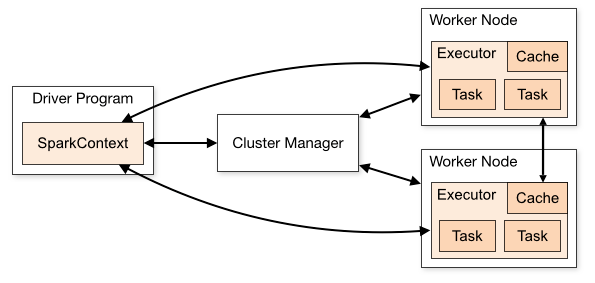 Driver Program
SparkContext
Cluster Manager
Worker Node
Executor
Cache
Task
Task
Worker Node
Executor
Cache
Task
Task